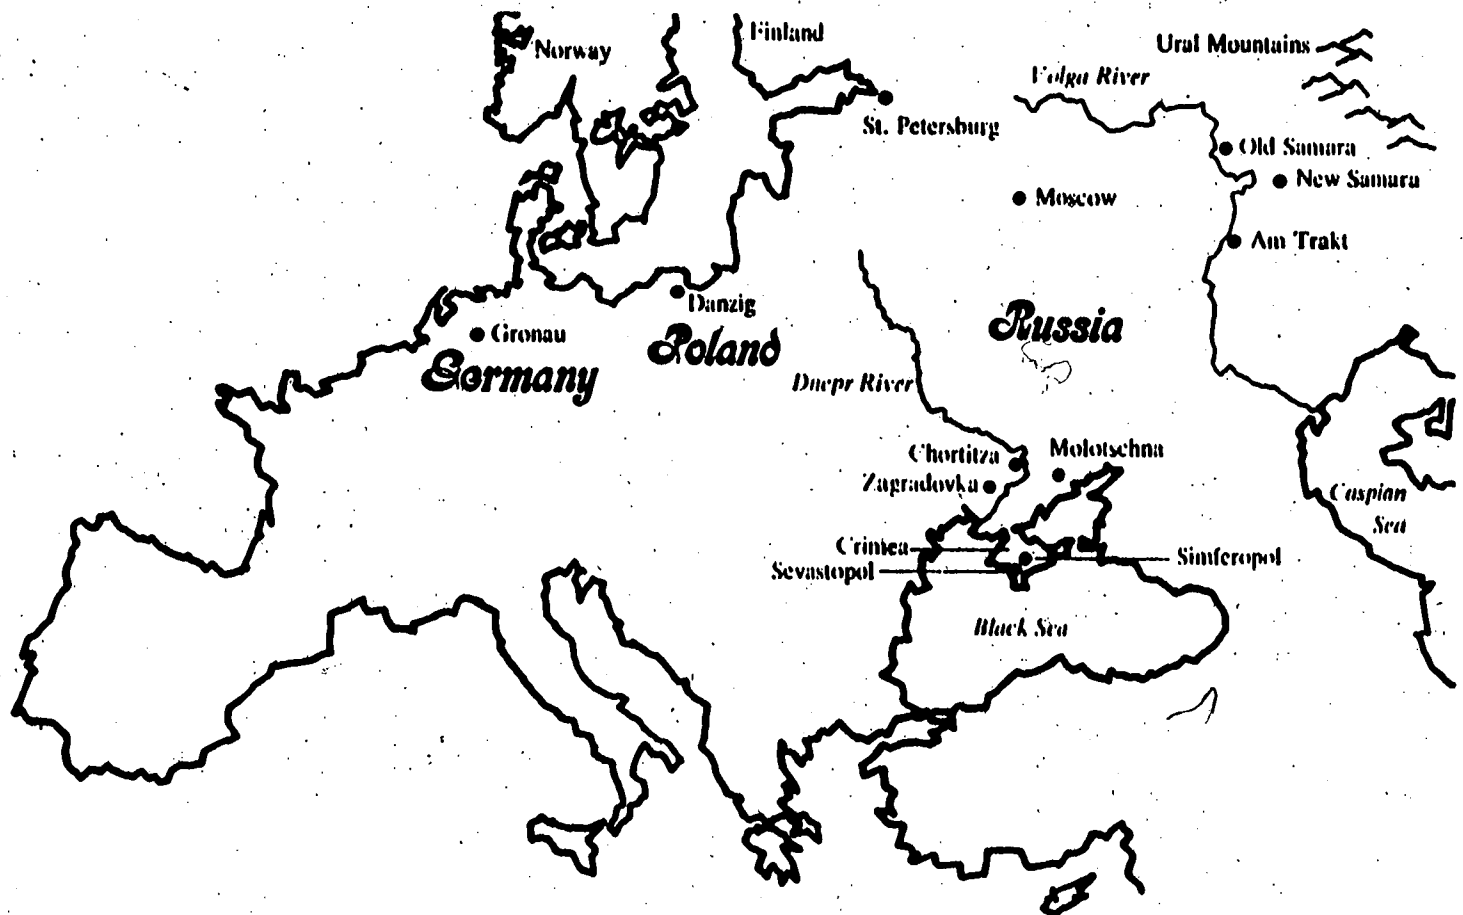 Finland
Ural Mountains
Norway
Volga River
St. Petersburg
Old Samara
New Samara
Moscow
Am Trakt
Danzig
Russia
Gronau
Poland
Germany
Dnepr River
Molotschna
Chortitza
Zagradovka
Caspian
Sea
Crimea
Simferopol
Sevastopol
Black Sea